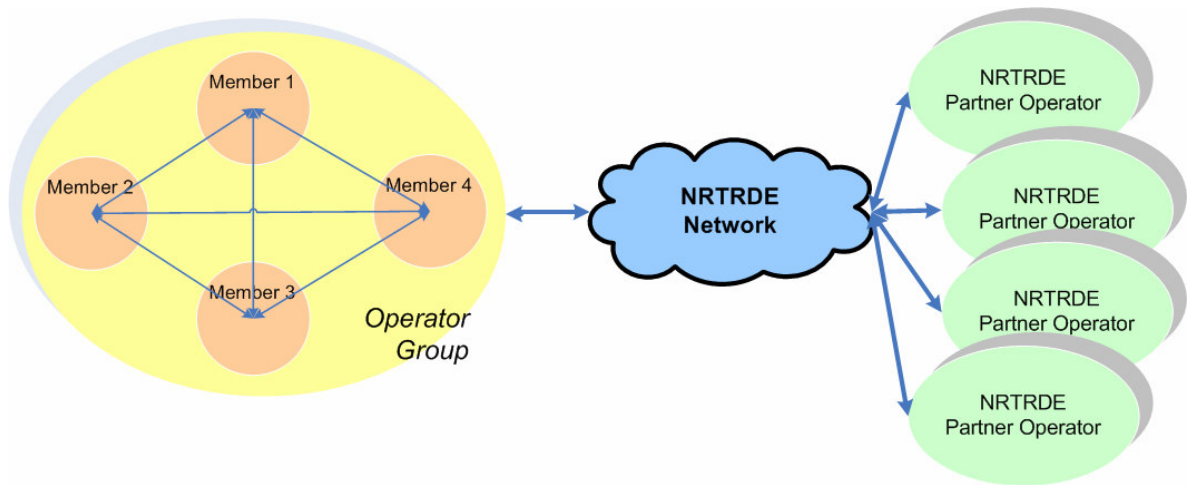 Member 1
Member 2
Member 4
Member 3
Operator
Group
NRTRDE
Network
NRTRDE
Partner Operator
NRTRDE
Partner Operator
NRTRDE
Partner Operator
NRTRDE
Partner Operator